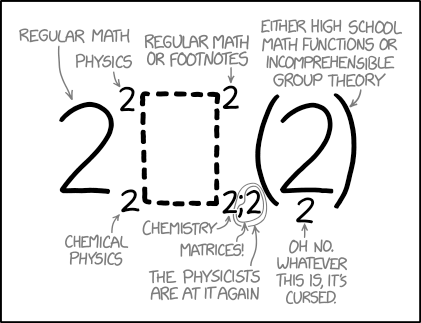 REGULAR MATH
PHYSICS
REGULAR MATH
OR FOOTNOTES
EITHER HIGH SCHOOL
MATH FUNCTIONS OR
INCOMPREHENSIBLE
GROUP THEORY
2 2 2 (2)
2 2;2 2
CHEMICAL
PHYSICS
CHEMISTRY
MATRICES!
THE PHYSICISTS
ARE AT IT AGAIN
OH NO.
WHATEVER
THIS IS, IT'S
CURSED.